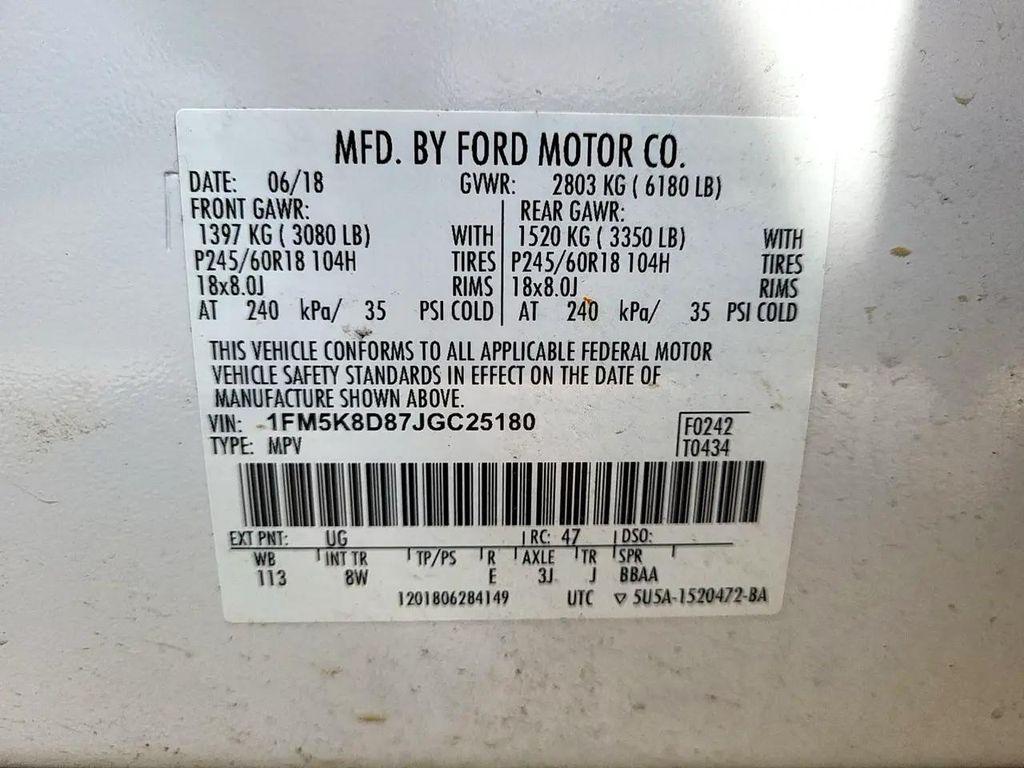 MFD. BY FORD MOTOR CO.
DATE: 06/18 GVWR: 2803 KG ( 6180 LB)
FRONT GAWR: REAR GAWR:
1397 KG ( 3080 LB) WITH 1520 KG ( 3350 LB) WITH
P245/60R18 104H TIRES P245/60R18 104H TIRES
18x8.0J RIMS 18x8.0J RIMS
AT 240 kPa/ 35 PSI COLD AT 240 kPa/ 35 PSI COLD
THIS VEHICLE CONFORMS TO ALL APPLICABLE FEDERAL MOTOR
VEHICLE SAFETY STANDARDS IN EFFECT ON THE DATE OF
MANUFACTURE SHOWN ABOVE.
VIN: 1FM5K8D87JGC25180 F0242
TYPE: MPV T0434
EXT PNT: UG RC: 47 DSO:
WB INT TR TP/PS R AXLE TR SPR
113 8W E 3J J BBAA
1201806284149 UTC ▽ 5U5A-1520472-BA